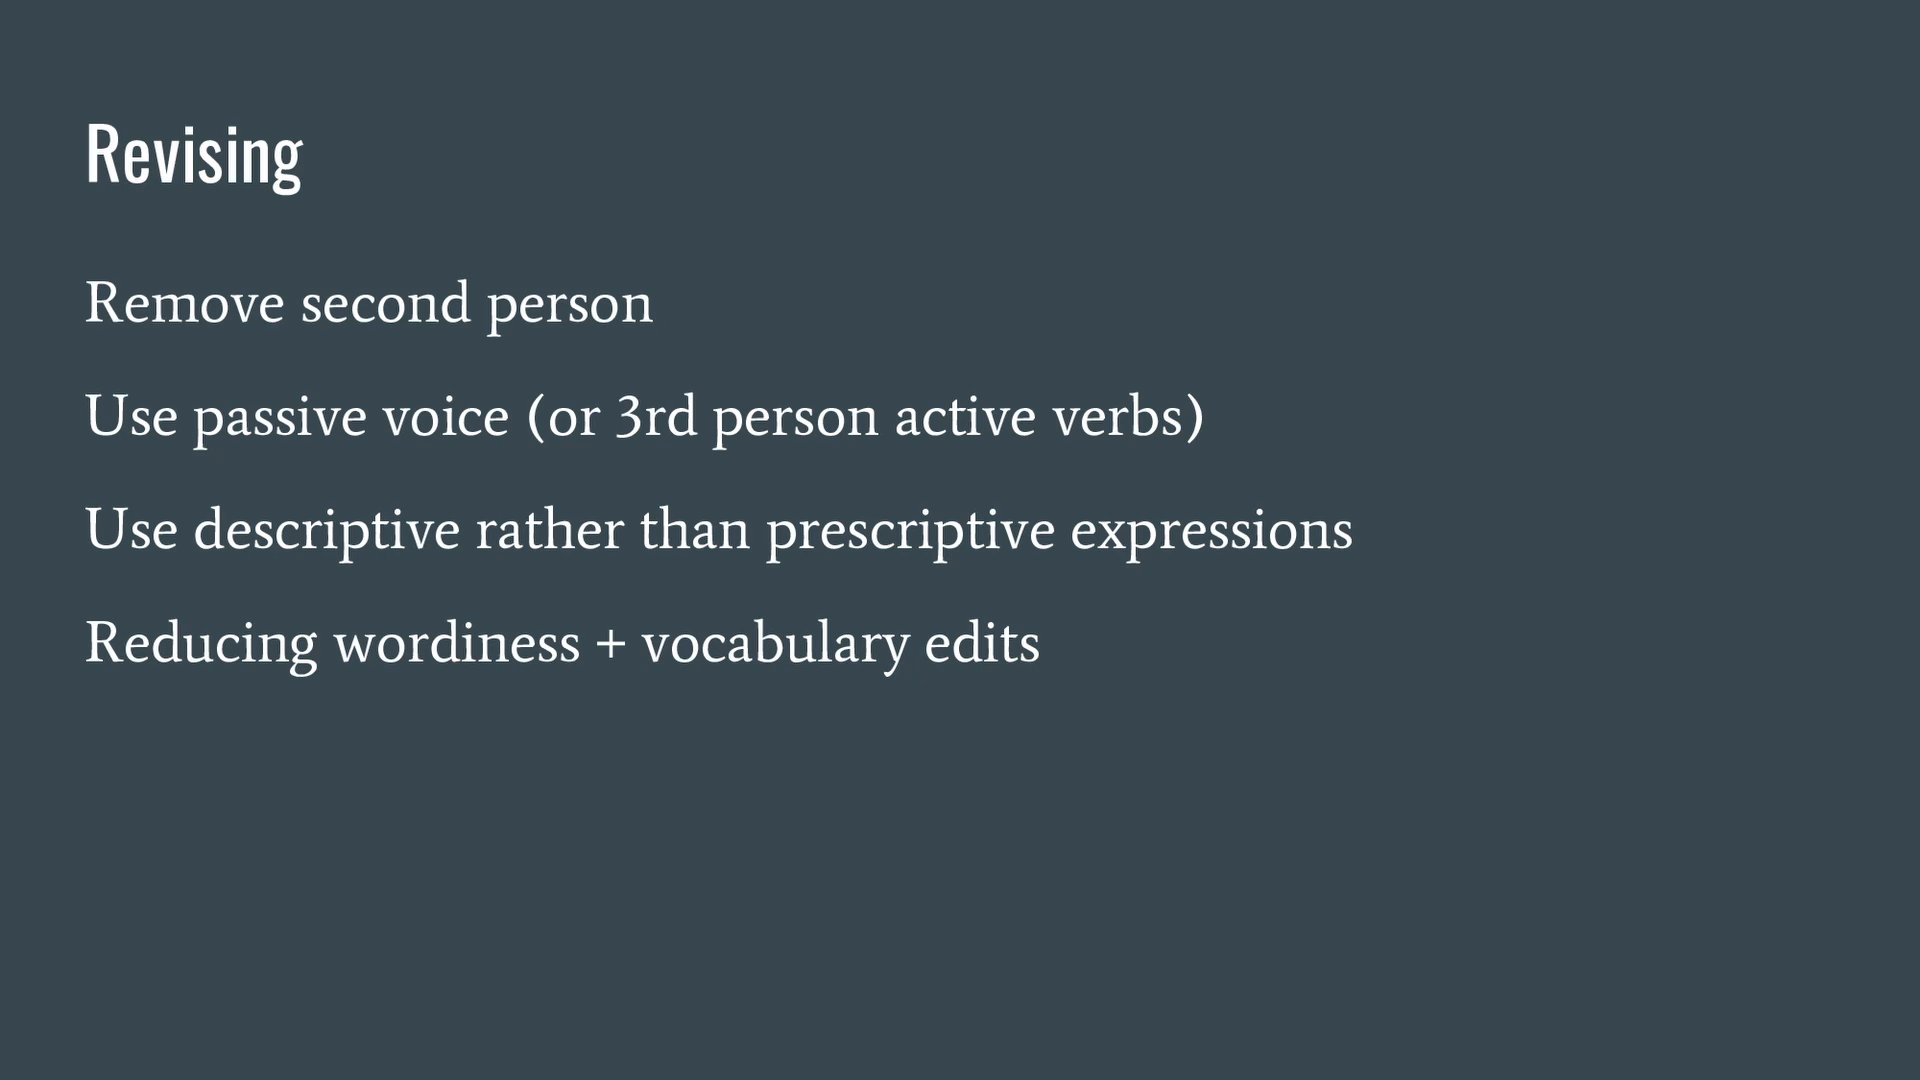 Revising
Remove second person
Use passive voice (or 3rd person active verbs)
Use descriptive rather than prescriptive expressions
Reducing wordiness + vocabulary edits